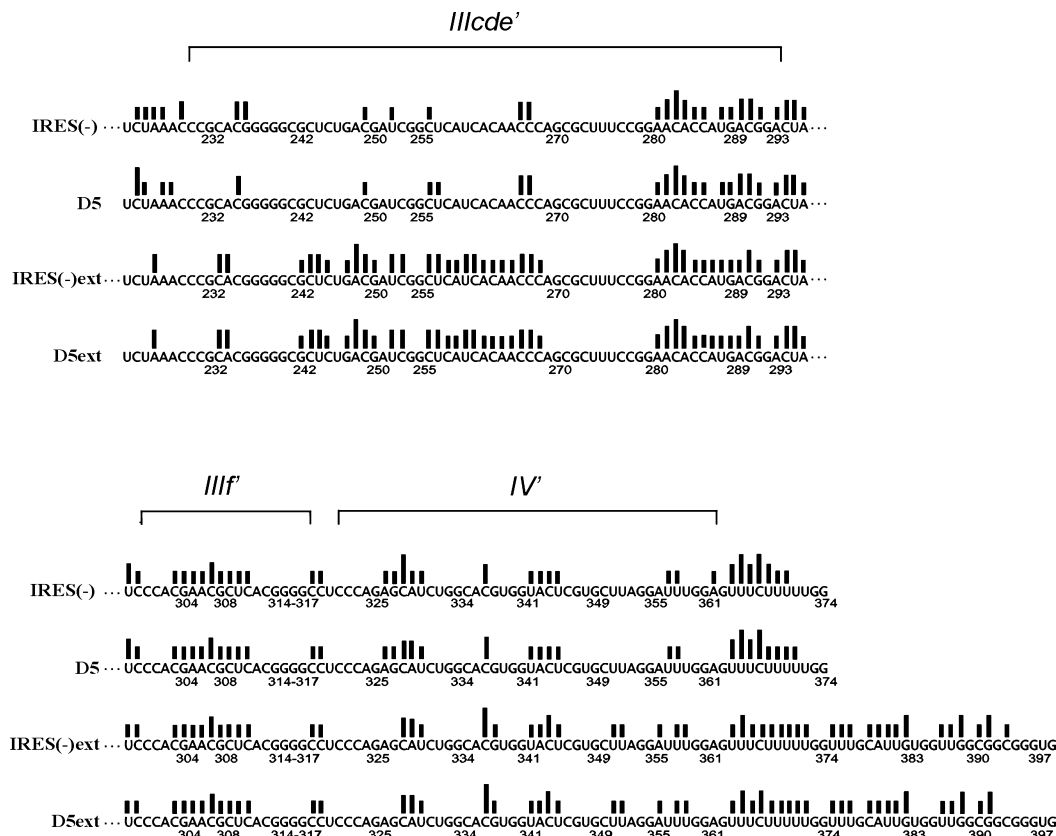 IIIcde’
IRES(-) ··· UCUAAACCCGCACGGGGGCGCUCUGACGAUCGGCUCAUCACAACCCAGCGCUUUCCGGAACACCAUGACGGACUA···
232 242 250 255 270 280 289 293
D5 UCUAAACCCGCACGGGGGCGCUCUGACGAUCGGCUCAUCACAACCCAGCGCUUUCCGGAACACCAUGACGGACUA···
232 242 250 255 270 280 289 293
IRES(-)ext ··· UCUAAACCCGCACGGGGGCGCUCUGACGAUCGGCUCAUCACAACCCAGCGCUUUCCGGAACACCAUGACGGACUA···
232 242 250 255 270 280 289 293
D5ext UCUAAACCCGCACGGGGGCGCUCUGACGAUCGGCUCAUCACAACCCAGCGCUUUCCGGAACACCAUGACGGACUA···
232 242 250 255 270 280 289 293
IIIf’ IV’
IRES(-) ··· UCCCACGAACGCUCACGGGGCCUCCCAGAGCAUCUGGCACGUGGUACUCGUGCUUAGGAUUUGGAGUUUCUUUUUGG
304 308 314-317 325 334 341 349 355 361 374
D5 ··· UCCCACGAACGCUCACGGGGCCUCCCAGAGCAUCUGGCACGUGGUACUCGUGCUUAGGAUUUGGAGUUUCUUUUUGG
304 308 314-317 325 334 341 349 355 361 374
IRES(-)ext ··· UCCCACGAACGCUCACGGGGCCUCCCAGAGCAUCUGGCACGUGGUACUCGUGCUUAGGAUUUGGAGUUUCUUUUUGGUUUGCAUUGUGGUUGGCGGCGGGUG
304 308 314-317 325 334 341 349 355 361 374 383 390 397
D5ext ··· UCCCACGAACGCUCACGGGGCCUCCCAGAGCAUCUGGCACGUGGUACUCGUGCUUAGGAUUUGGAGUUUCUUUUUGGUUUGCAUUGUGGUUGGCGGCGGGUG
304 308 314-317 325 334 341 349 355 361 374 383 390 397